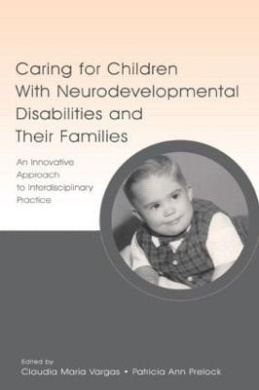 Caring for Children
With Neurodevelopmental
Disabilities and
Their Families
An Innovative
Approach
to Interdisciplinary
Practice
Edited by
Claudia Maria Vargas • Patricia Ann Prelock